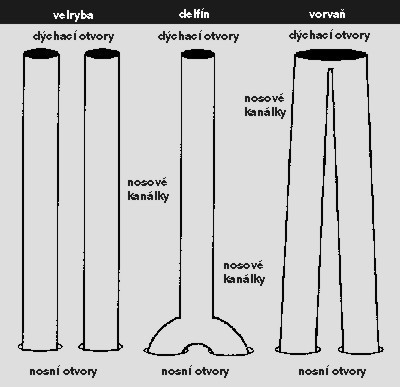 velryba
delfín
vorvaň
dýchací otvory
dýchací otvory
dýchací otvory
nosové
kanálky
nosové
kanálky
nosové
kanálky
nosní otvory
nosní otvory
nosní otvory